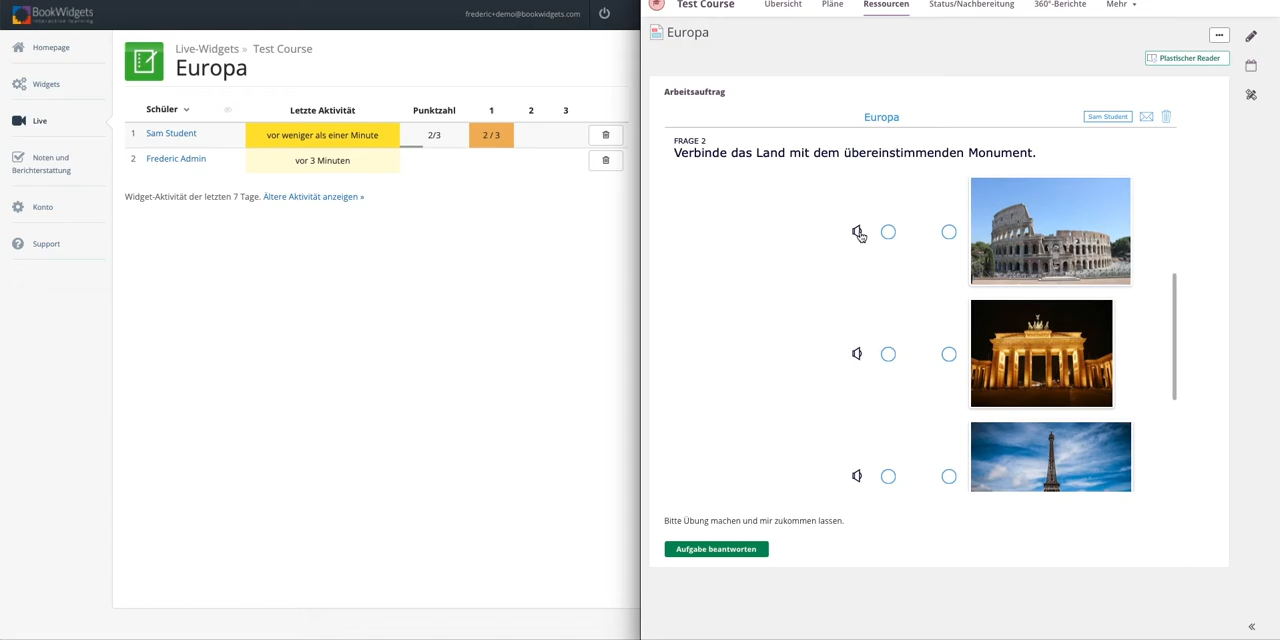 BookWidgets
interactive learning
frederic+demo@bookwidgets.com
Homepage
Widgets
Live
Noten und
Berichterstattung
Konto
Support
Live-Widgets » Test Course
Europa
Schüler Letzte Aktivität Punktzahl 1 2 3
1 Sam Student vor weniger als einer Minute 2/3 2 / 3
2 Frederic Admin vor 3 Minuten
Widget-Aktivität der letzten 7 Tage. Ältere Aktivität anzeigen »
Test Course Übersicht Pläne Ressourcen Status/Nachbereitung 360°-Berichte Mehr
Europa
Plastischer Reader
Arbeitsauftrag
Europa
Sam Student
FRAGE 2
Verbinde das Land mit dem übereinstimmenden Monument.
Bitte Übung machen und mir zukommen lassen.
Aufgabe beantworten